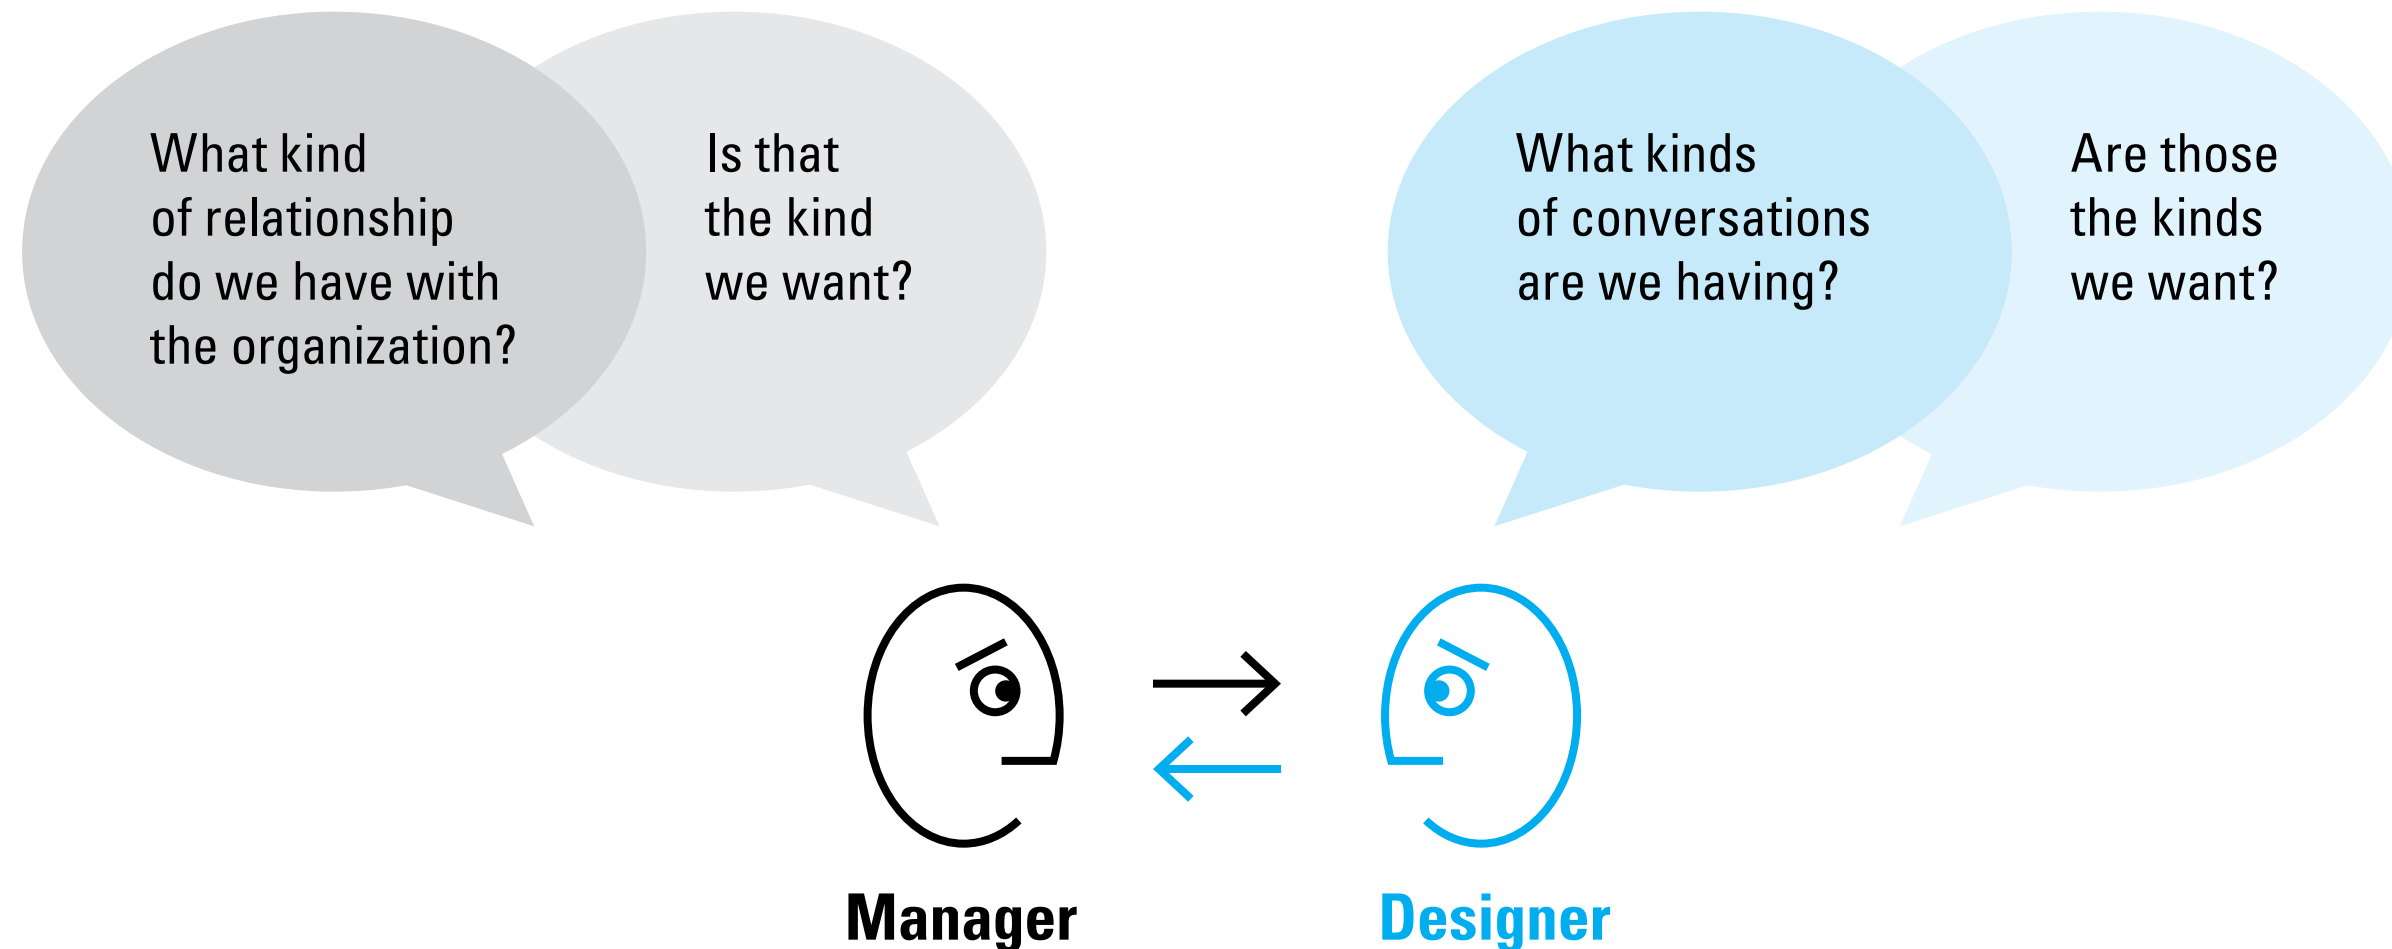 What kind
of relationship
do we have with
the organization?
Is that
the kind
we want?
What kinds
of conversations
are we having?
Are those
the kinds
we want?
Manager
Designer